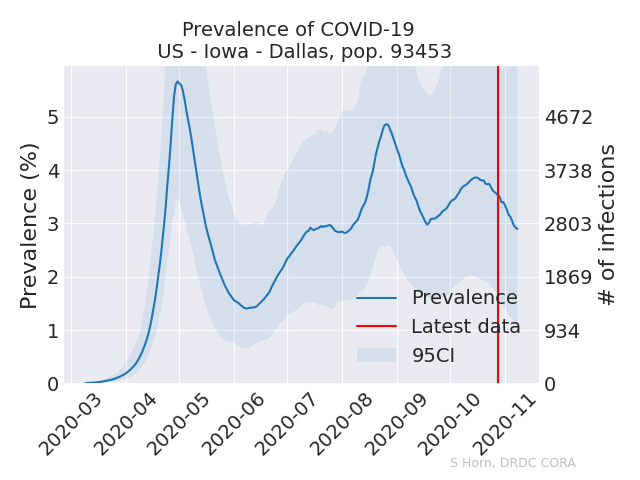 Prevalence of COVID-19
US - Iowa - Dallas, pop. 93453
Prevalence (%)
5
4
3
2
1
0
4672
3738
2803
1869
934
0
# of infections
Prevalence
Latest data
95CI
2020-03
2020-04
2020-05
2020-06
2020-07
2020-08
2020-09
2020-10
2020-11
S Horn, DRDC CORA